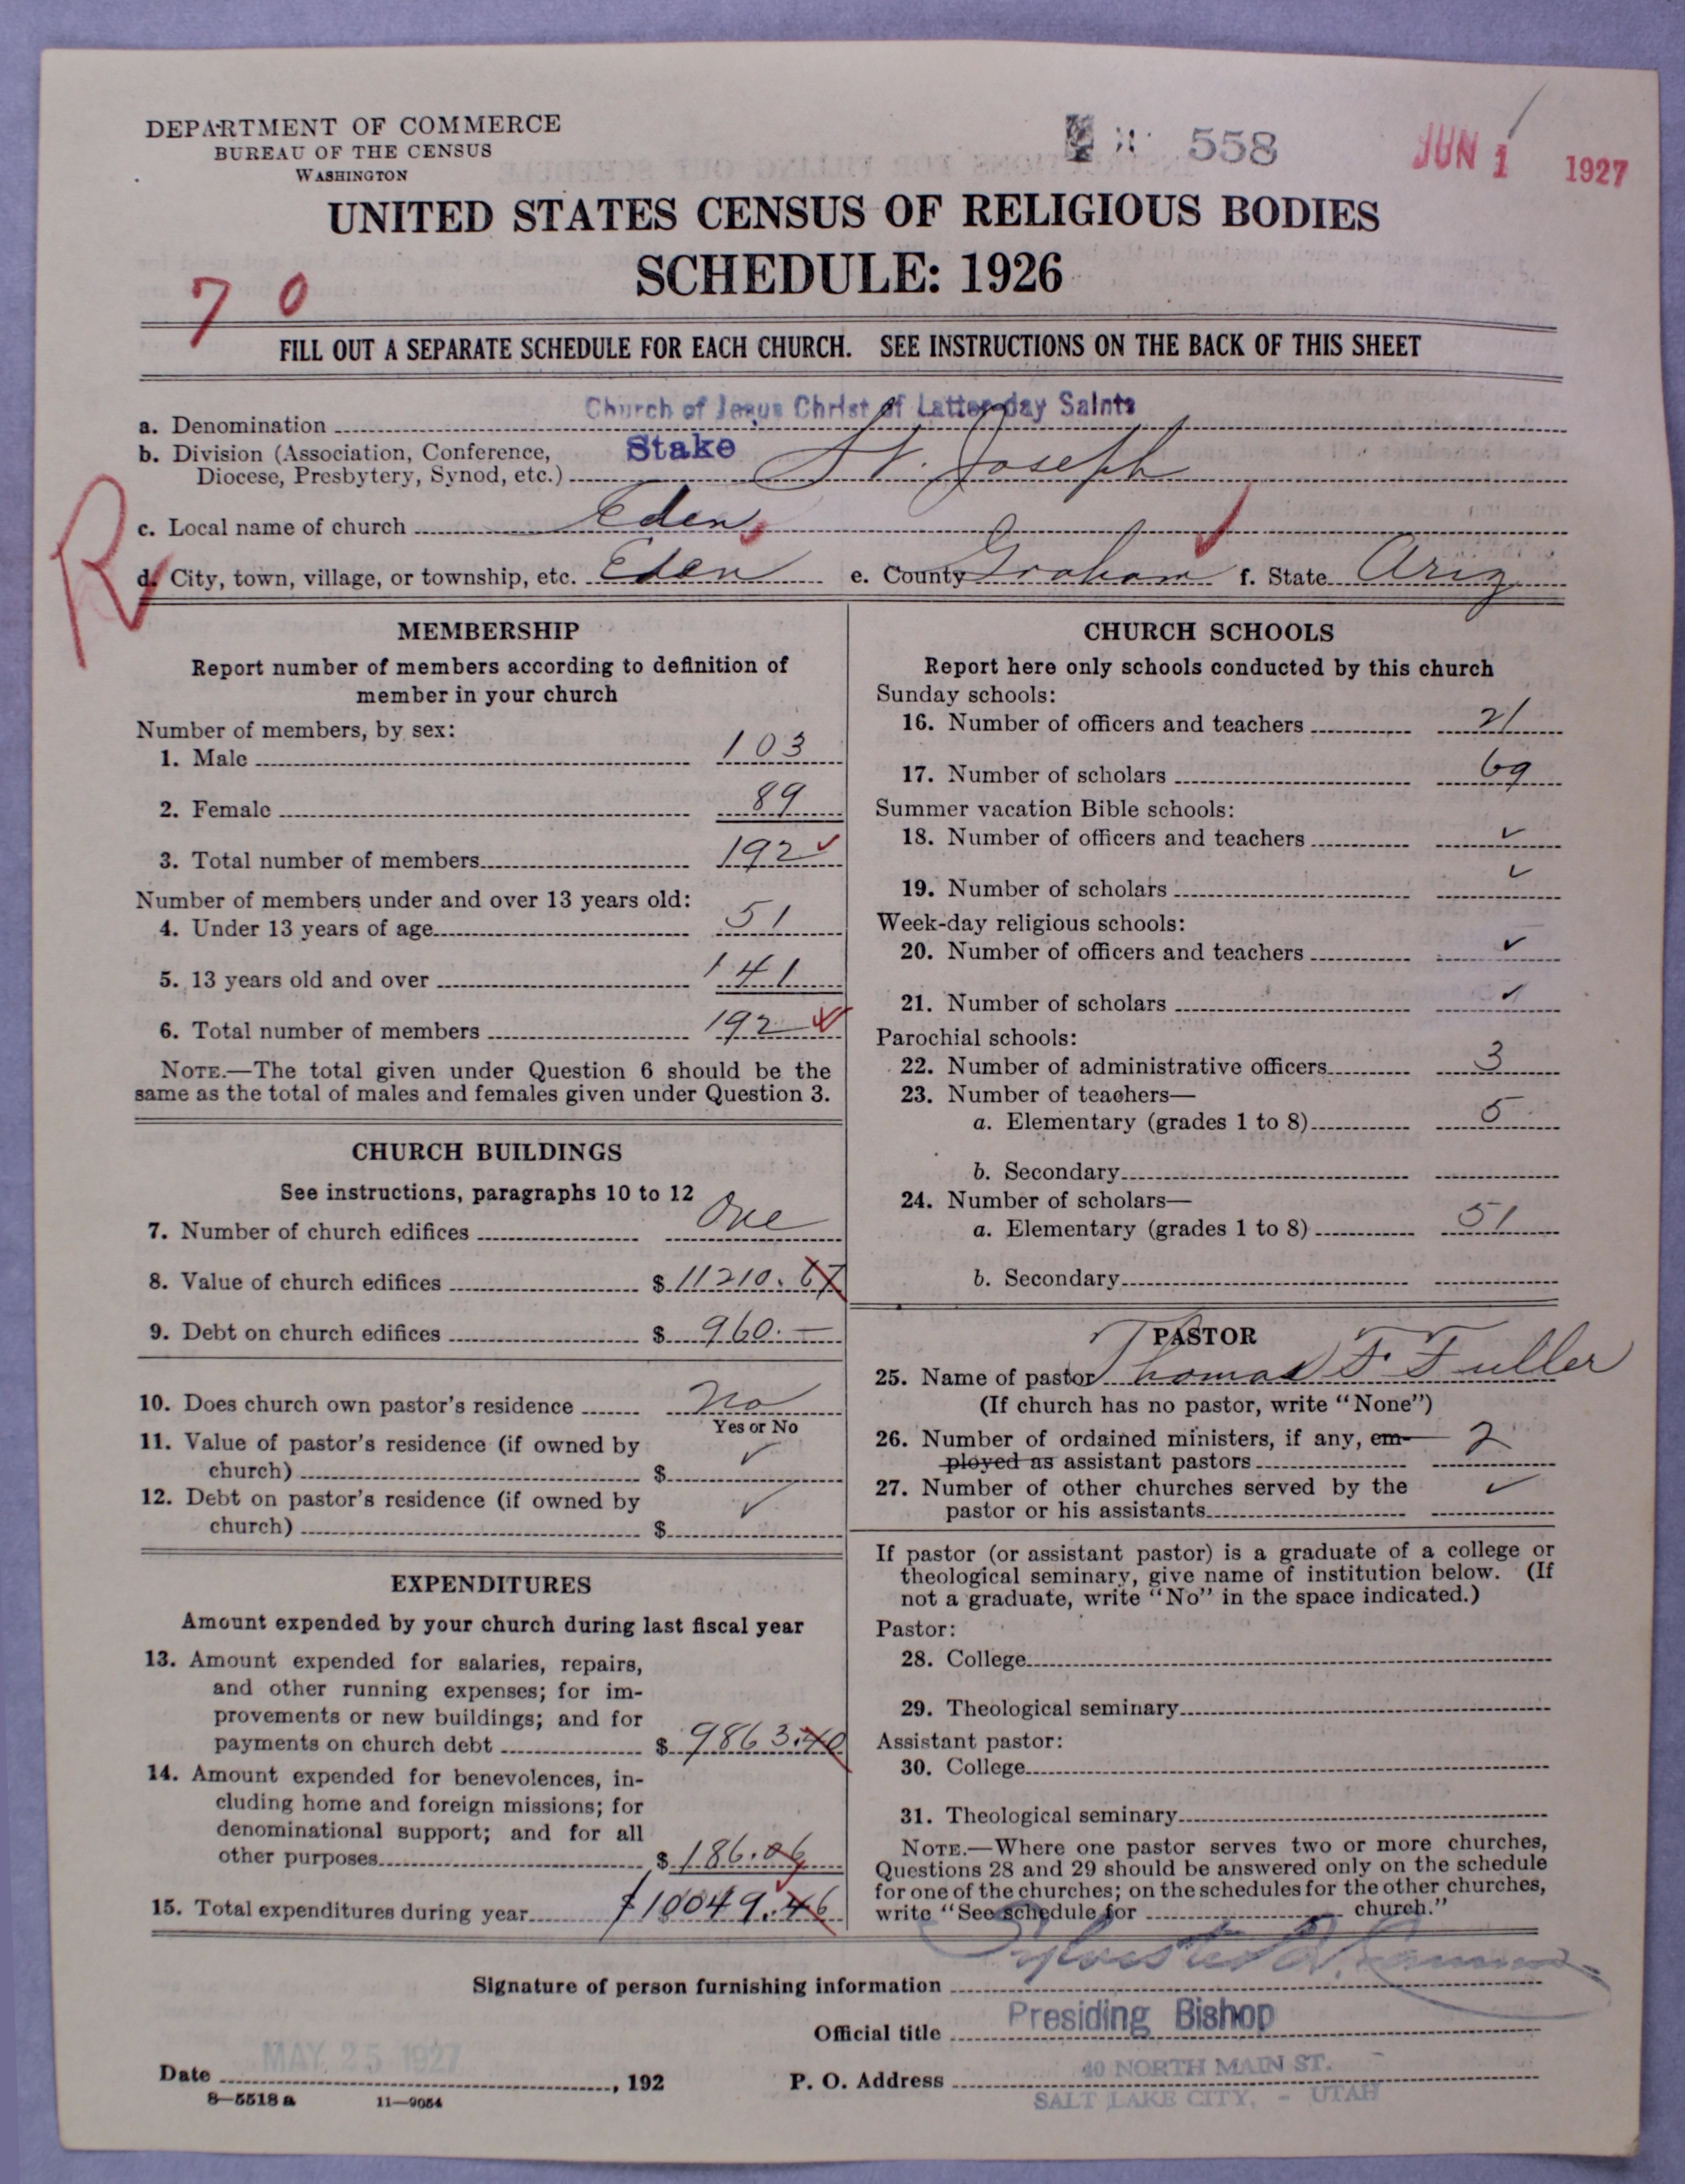 DEPARTMENT OF COMMERCE
BUREAU OF THE CENSUS
WASHINGTON
558
JUN 1 1927
UNITED STATES CENSUS OF RELIGIOUS BODIES
SCHEDULE: 1926
70
FILL OUT A SEPARATE SCHEDULE FOR EACH CHURCH. SEE INSTRUCTIONS ON THE BACK OF THIS SHEET
a. Denomination Church of Jesus Christ of Latter-day Saints
b. Division (Association, Conference, Stake St. Joseph
Diocese, Presbytery, Synod, etc.)
R
c. Local name of church Eden
d. City, town, village, or township, etc. Eden e. County Graham f. State Ariz
MEMBERSHIP
Report number of members according to definition of
member in your church
Number of members, by sex:
1. Male 103
2. Female 89
3. Total number of members 192 ✓
Number of members under and over 13 years old:
4. Under 13 years of age 51
5. 13 years old and over 141
6. Total number of members 192 ✓
NOTE.—The total given under Question 6 should be the
same as the total of males and females given under Question 3.
CHURCH BUILDINGS
See instructions, paragraphs 10 to 12
7. Number of church edifices One
8. Value of church edifices $ 11210.67
9. Debt on church edifices $ 960.—
10. Does church own pastor's residence No
Yes or No
11. Value of pastor's residence (if owned by
church) $ ✓
12. Debt on pastor's residence (if owned by
church) $ ✓
EXPENDITURES
Amount expended by your church during last fiscal year
13. Amount expended for salaries, repairs,
and other running expenses; for im-
provements or new buildings; and for
payments on church debt $ 9863.40
14. Amount expended for benevolences, in-
cluding home and foreign missions; for
denominational support; and for all
other purposes $ 186.06
15. Total expenditures during year $10049.46
CHURCH SCHOOLS
Report here only schools conducted by this church
Sunday schools:
16. Number of officers and teachers 21
17. Number of scholars 69
Summer vacation Bible schools:
18. Number of officers and teachers ✓
19. Number of scholars ✓
Week-day religious schools:
20. Number of officers and teachers ✓
21. Number of scholars ✓
Parochial schools:
22. Number of administrative officers 3
23. Number of teachers—
a. Elementary (grades 1 to 8) 5
b. Secondary
24. Number of scholars—
a. Elementary (grades 1 to 8) 51
b. Secondary
PASTOR
25. Name of pastor Thomas F. Fuller
(If church has no pastor, write "None")
26. Number of ordained ministers, if any, em-
ployed as assistant pastors 2
27. Number of other churches served by the
pastor or his assistants ✓
If pastor (or assistant pastor) is a graduate of a college or
theological seminary, give name of institution below. (If
not a graduate, write "No" in the space indicated.)
Pastor:
28. College
29. Theological seminary
Assistant pastor:
30. College
31. Theological seminary
NOTE.—Where one pastor serves two or more churches,
Questions 28 and 29 should be answered only on the schedule
for one of the churches; on the schedules for the other churches,
write "See schedule for church."
Signature of person furnishing information Sylvester Q. Cannon
Official title Presiding Bishop
Date MAY 25 1927, 192
P. O. Address 40 NORTH MAIN ST.
SALT LAKE CITY, - UTAH
8—5518 a 11—9054